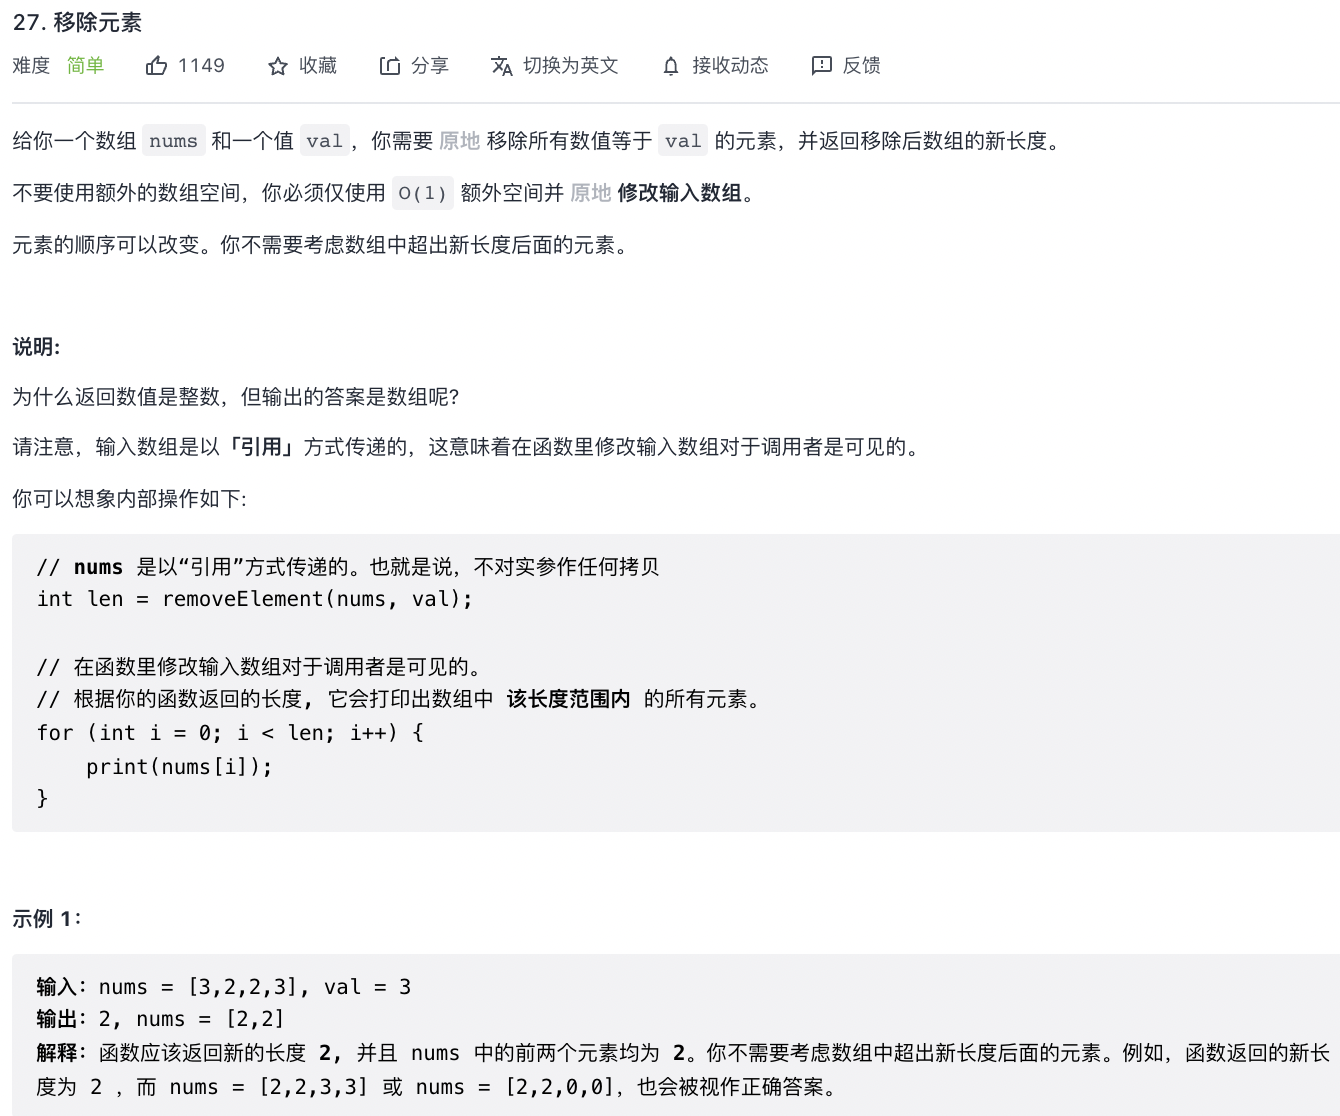 27. 移除元素
难度 简单 1149 收藏 分享 切换为英文 接收动态 反馈
给你一个数组 nums 和一个值 val，你需要 原地 移除所有数值等于 val 的元素，并返回移除后数组的新长度。
不要使用额外的数组空间，你必须仅使用 O(1) 额外空间并 原地 修改输入数组。
元素的顺序可以改变。你不需要考虑数组中超出新长度后面的元素。
说明:
为什么返回数值是整数，但输出的答案是数组呢?
请注意，输入数组是以「引用」方式传递的，这意味着在函数里修改输入数组对于调用者是可见的。
你可以想象内部操作如下:
// nums 是以“引用”方式传递的。也就是说，不对实参作任何拷贝
int len = removeElement(nums, val);
// 在函数里修改输入数组对于调用者是可见的。
// 根据你的函数返回的长度, 它会打印出数组中 该长度范围内 的所有元素。
for (int i = 0; i < len; i++) {
    print(nums[i]);
}
示例 1：
输入：nums = [3,2,2,3], val = 3
输出：2, nums = [2,2]
解释：函数应该返回新的长度 2, 并且 nums 中的前两个元素均为 2。你不需要考虑数组中超出新长度后面的元素。例如，函数返回的新长
度为 2 ，而 nums = [2,2,3,3] 或 nums = [2,2,0,0]，也会被视作正确答案。